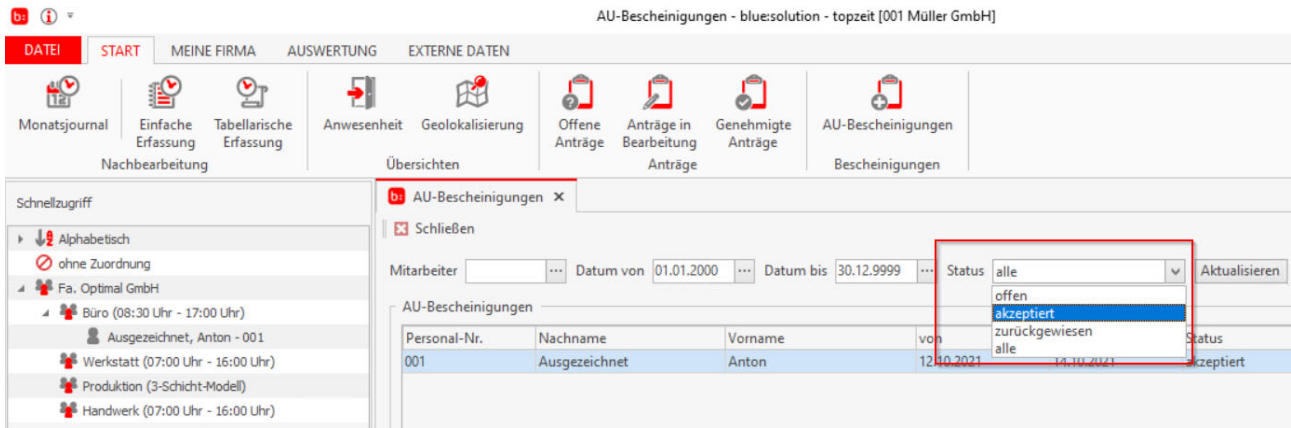 b: AU-Bescheinigungen - blue:solution - topzeit [001 Müller GmbH]
DATEI START MEINE FIRMA AUSWERTUNG EXTERNE DATEN
Monatsjournal Einfache Erfassung Tabellarische Erfassung Anwesenheit Geolokalisierung Offene Anträge Anträge in Bearbeitung Genehmigte Anträge AU-Bescheinigungen
Nachbearbeitung Übersichten Anträge Bescheinigungen
Schnellzugriff
Alphabetisch
ohne Zuordnung
Fa. Optimal GmbH
Büro (08:30 Uhr - 17:00 Uhr)
Ausgezeichnet, Anton - 001
Werkstatt (07:00 Uhr - 16:00 Uhr)
Produktion (3-Schicht-Modell)
Handwerk (07:00 Uhr - 16:00 Uhr)
b: AU-Bescheinigungen
Schließen
Mitarbeiter Datum von 01.01.2000 Datum bis 30.12.9999 Status alle Aktualisieren
offen
akzeptiert
zurückgewiesen
alle
AU-Bescheinigungen
Personal-Nr. Nachname Vorname von Status
001 Ausgezeichnet Anton 12.10.2021 14.10.2021 akzeptiert